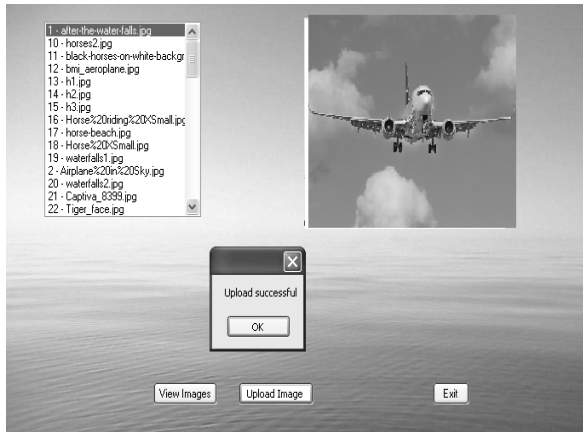 1 - after-the-water-falls.jpg
10 - horses2.jpg
11 - black-horses-on-white-backgr
12 - bmi_aeroplane.jpg
13 - h1.jpg
14 - h2.jpg
15 - h3.jpg
16 - Horse%20riding%20XSmall.jpg
17 - horse-beach.jpg
18 - Horse%20XSmall.jpg
19 - waterfalls1.jpg
2 - Airplane%20in%20Sky.jpg
20 - waterfalls2.jpg
21 - Captiva_8399.jpg
22 - Tiger_face.jpg
Upload successful
OK
View Images Upload Image Exit